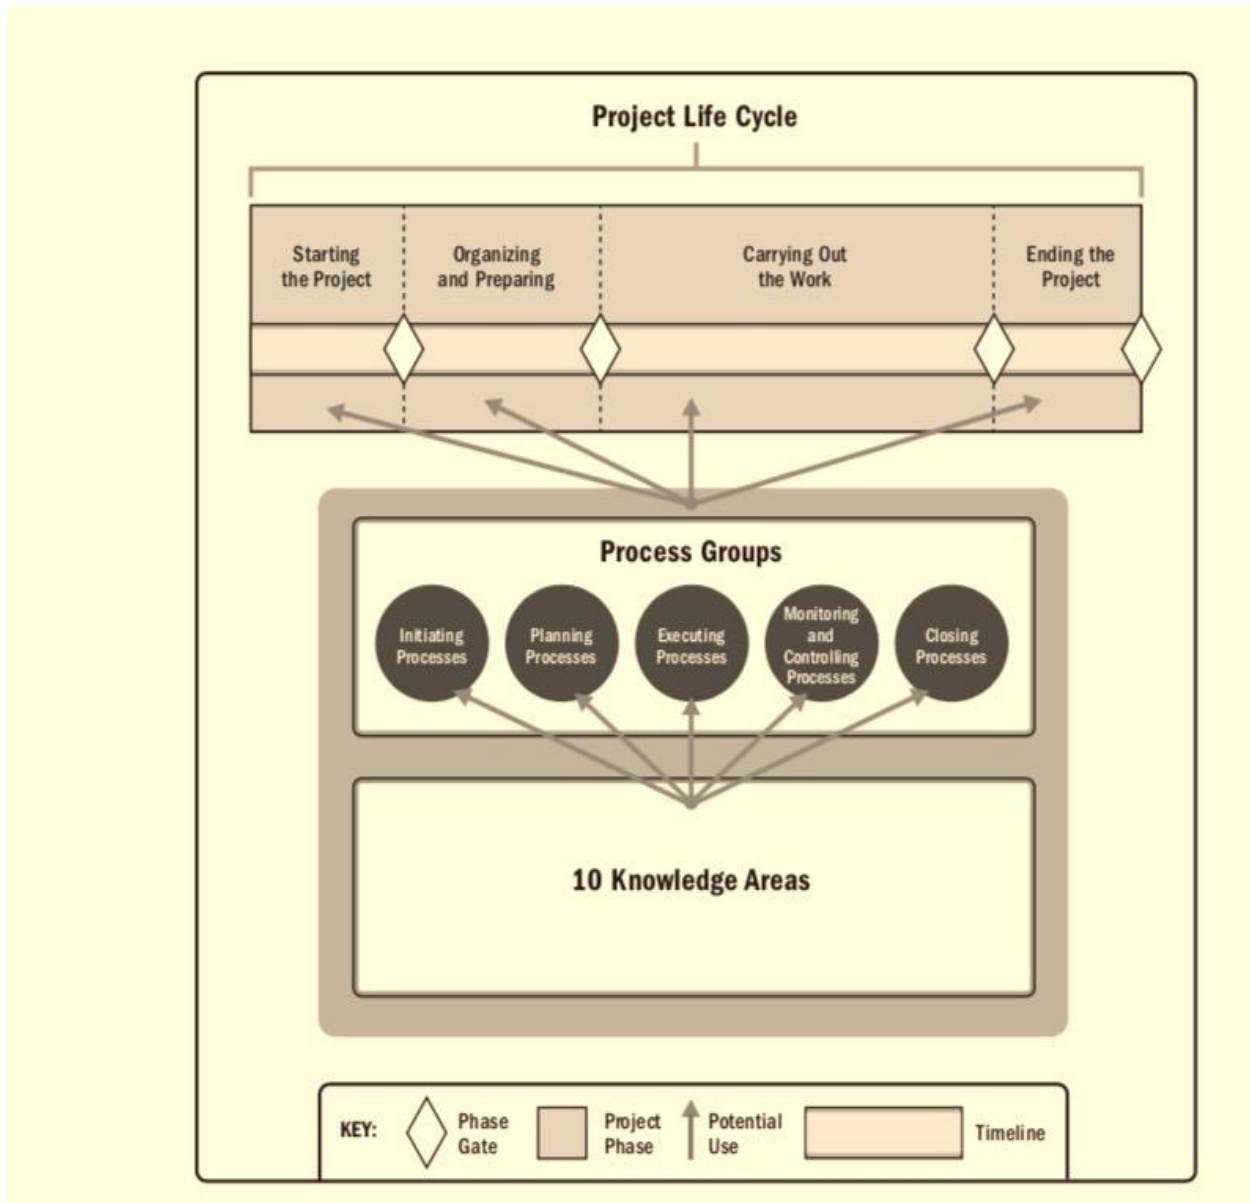 Project Life Cycle
Starting
the Project
Organizing
and Preparing
Carrying Out
the Work
Ending the
Project
Process Groups
Initiating
Processes
Planning
Processes
Executing
Processes
Monitoring
and
Controlling
Processes
Closing
Processes
10 Knowledge Areas
KEY:
Phase
Gate
Project
Phase
Potential
Use
Timeline